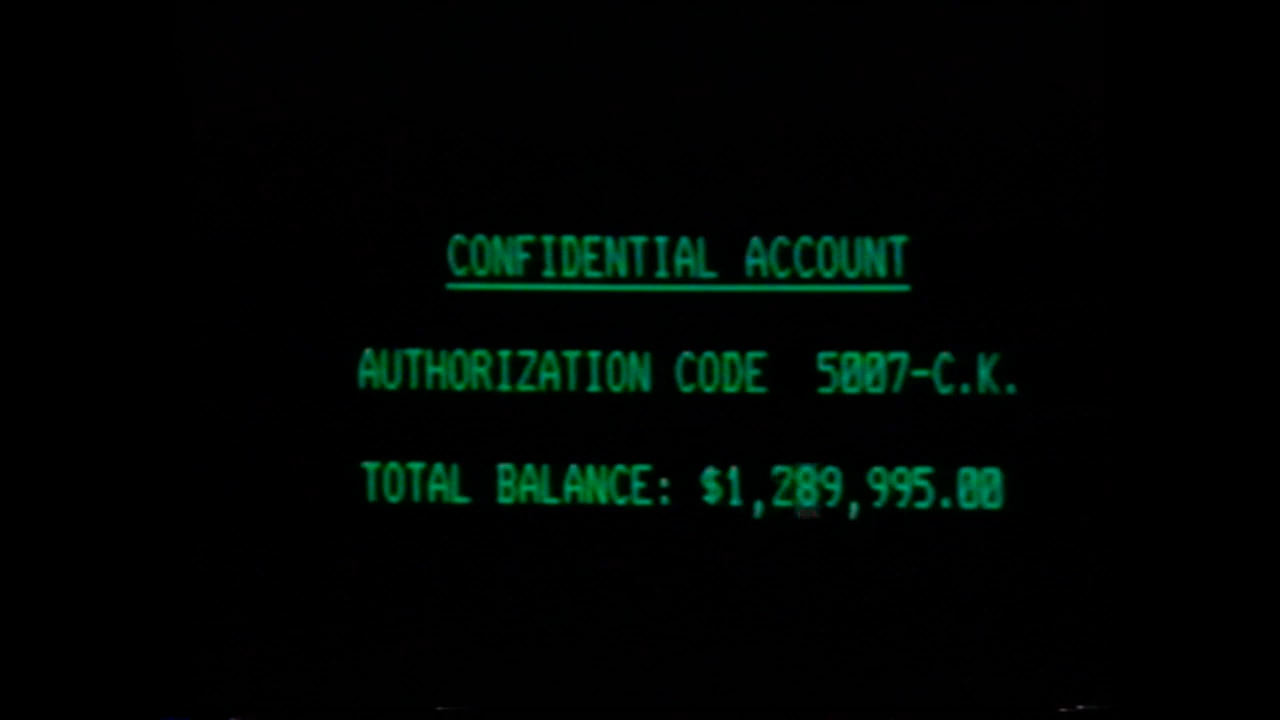 CONFIDENTIAL ACCOUNT
AUTHORIZATION CODE 5007-C.K.
TOTAL BALANCE: $1,289,995.00